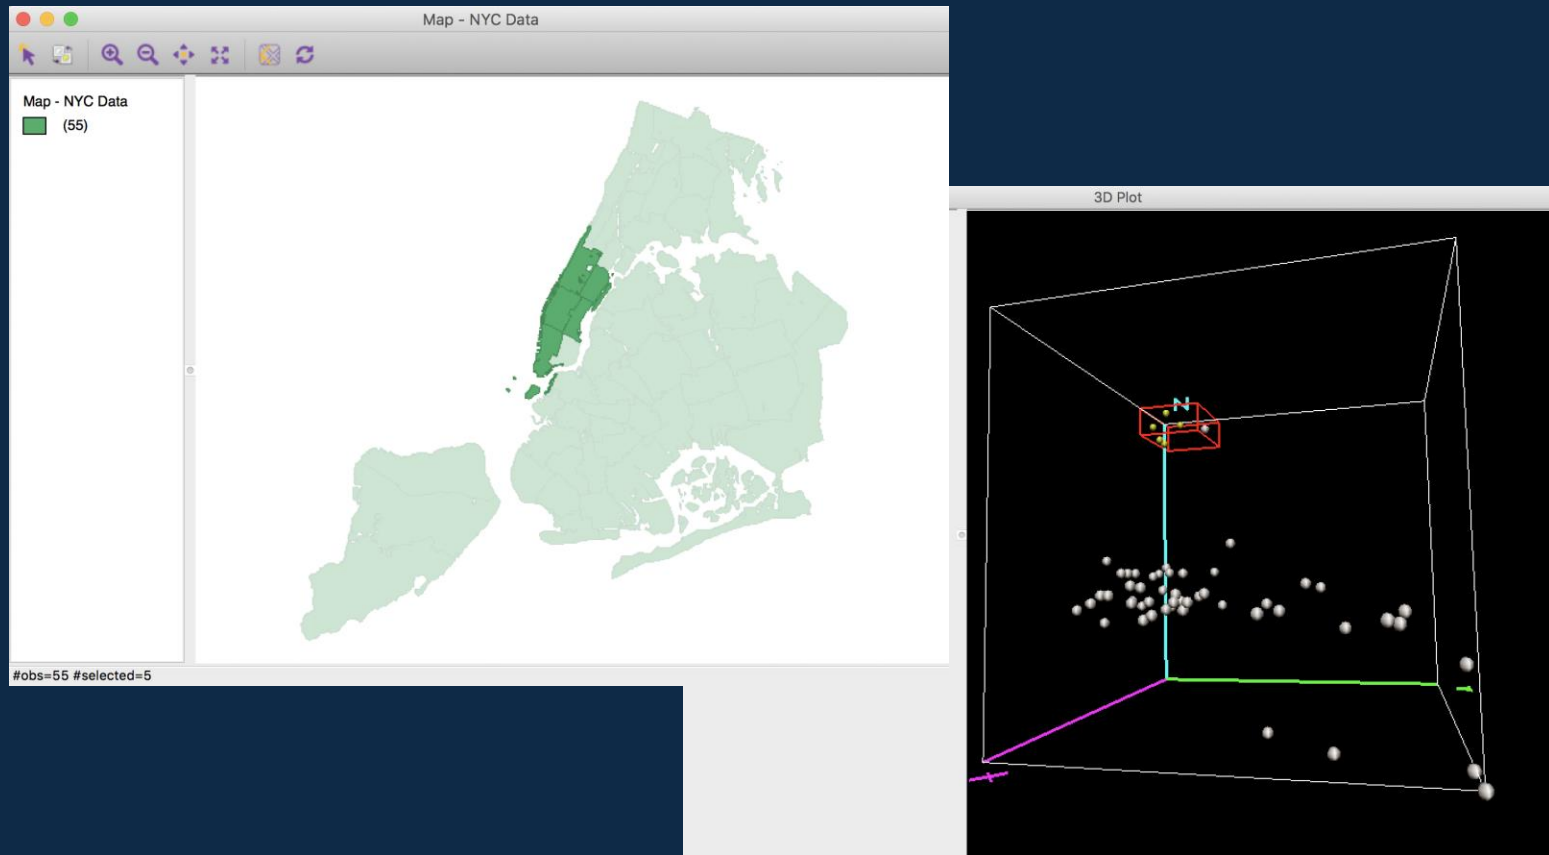 Map - NYC Data
Map - NYC Data
(55)
#obs=55 #selected=5
3D Plot